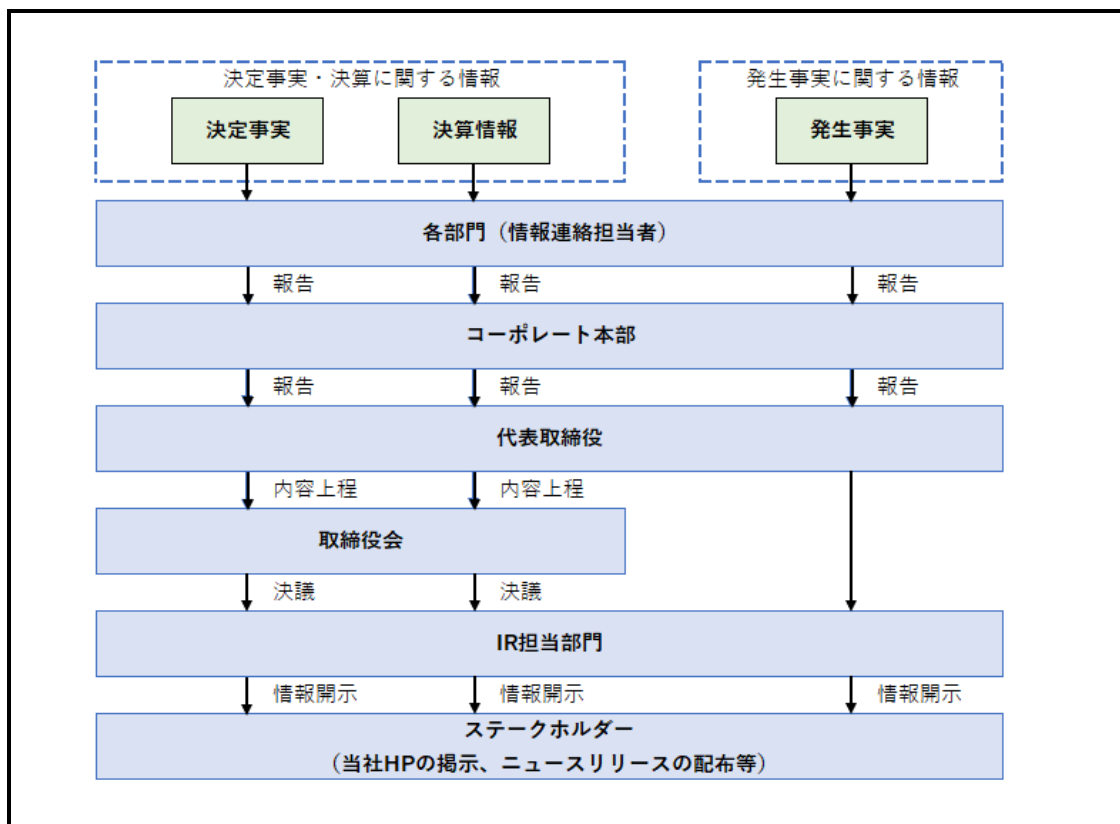 決定事実・決算に関する情報
発生事実に関する情報
決定事実
決算情報
発生事実
各部門（情報連絡担当者）
報告
報告
報告
コーポレート本部
報告
報告
報告
代表取締役
内容上程
内容上程
取締役会
決議
決議
IR担当部門
情報開示
情報開示
情報開示
ステークホルダー
（当社HPの掲示、ニュースリリースの配布等）